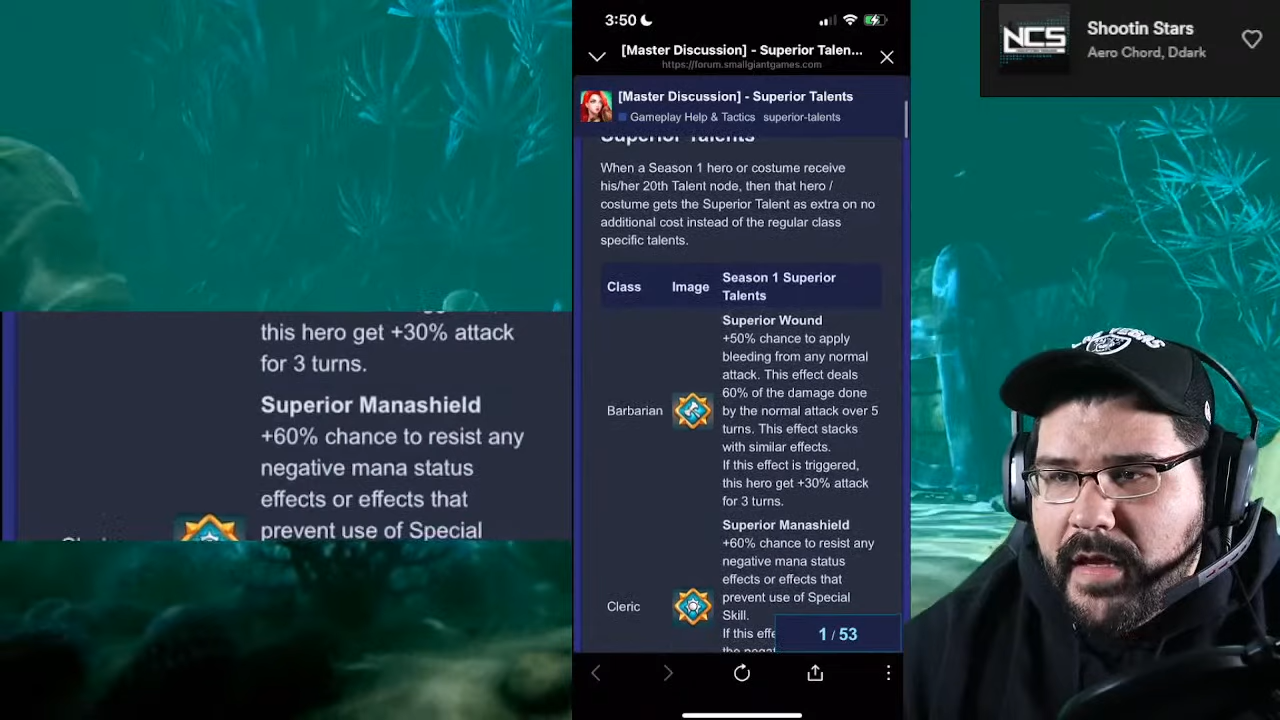 this hero get +30% attack
for 3 turns.
Superior Manashield
+60% chance to resist any
negative mana status
effects or effects that
prevent use of Special
3:50
[Master Discussion] - Superior Talen...
https://forum.smallgiantgames.com
[Master Discussion] - Superior Talents
Gameplay Help & Tactics superior-talents
Superior Talents
When a Season 1 hero or costume receive
his/her 20th Talent node, then that hero /
costume gets the Superior Talent as extra on no
additional cost instead of the regular class
specific talents.
Class Image Season 1 Superior
Talents
Superior Wound
+50% chance to apply
bleeding from any normal
attack. This effect deals
60% of the damage done
Barbarian by the normal attack over 5
turns. This effect stacks
with similar effects.
If this effect is triggered,
this hero get +30% attack
for 3 turns.
Superior Manashield
+60% chance to resist any
negative mana status
effects or effects that
Cleric prevent use of Special
Skill.
If this effe
1 / 53
NCS
Shootin Stars
Aero Chord, Ddark